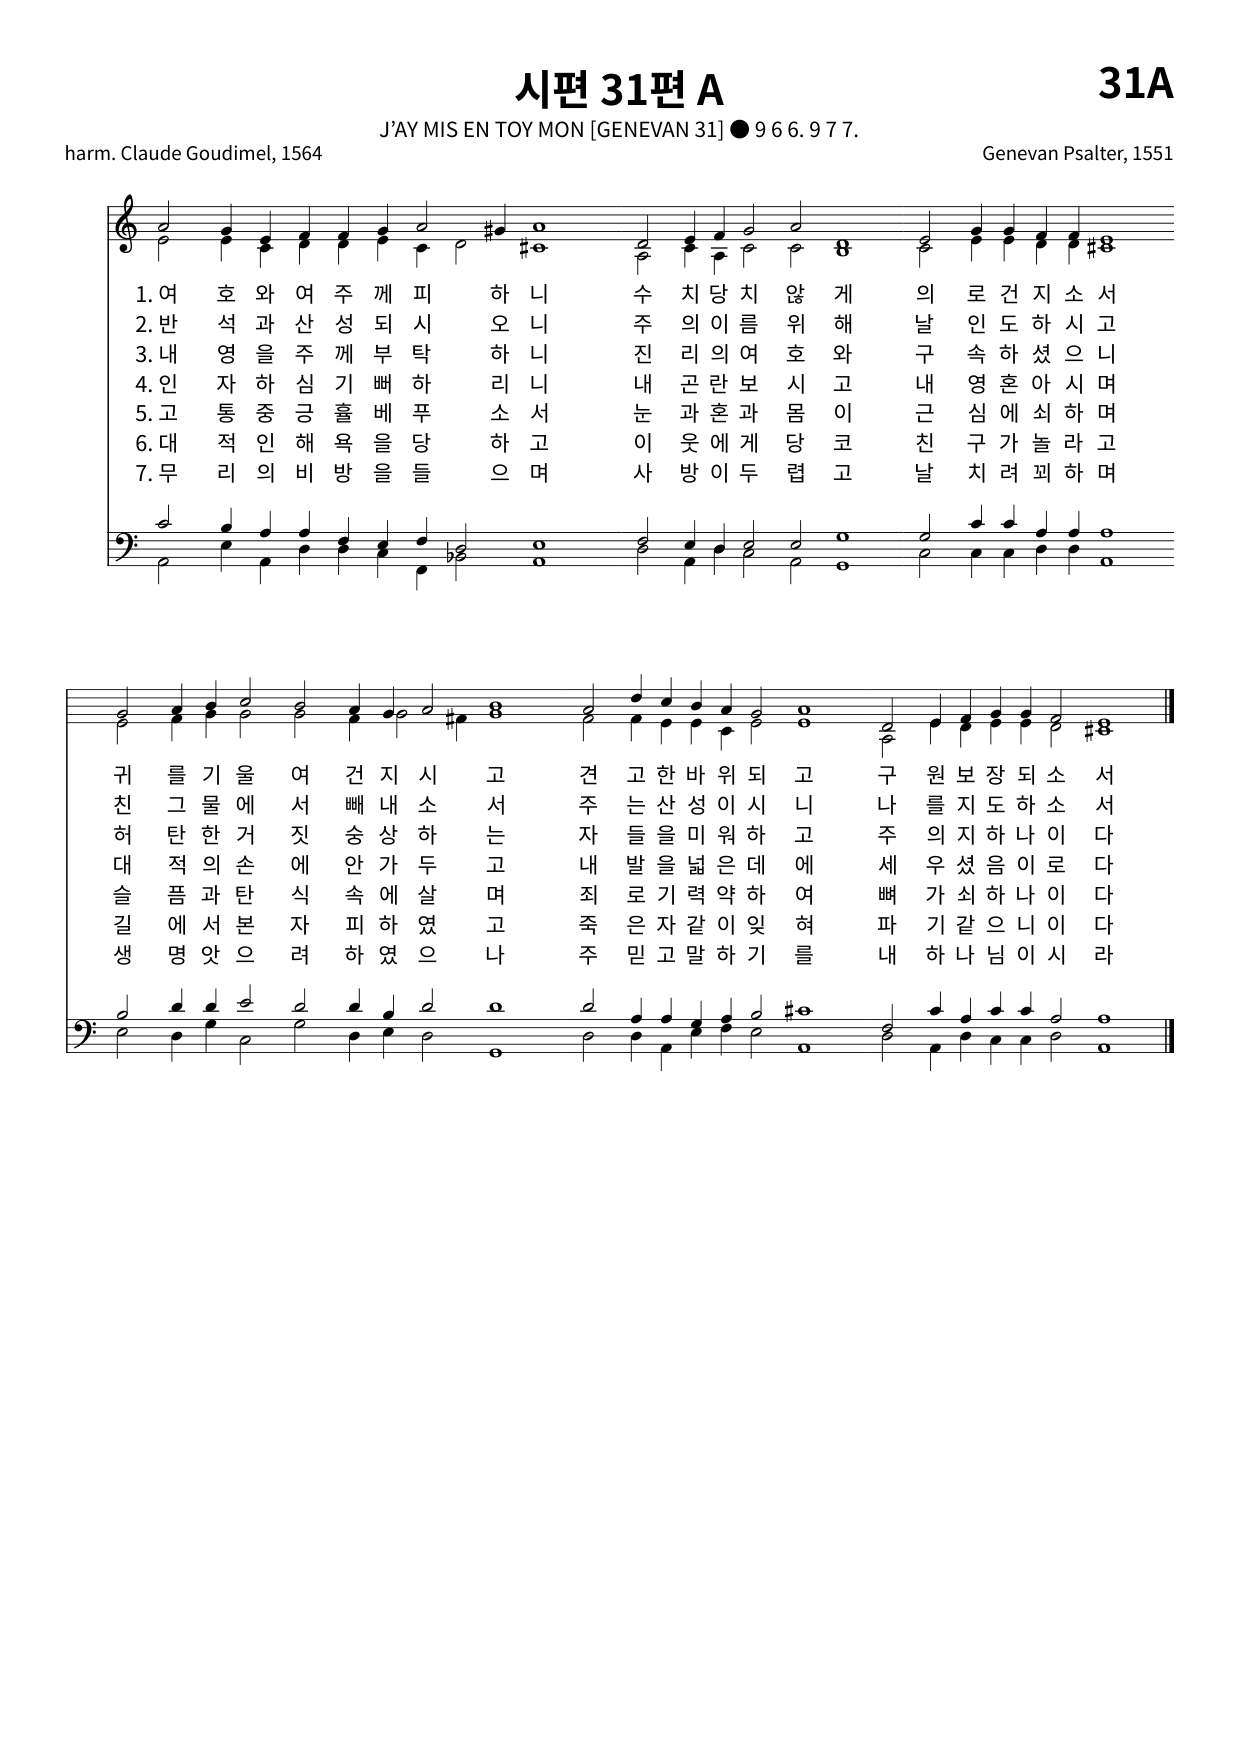 시편 31편 A
31A
J’AY MIS EN TOY MON [GENEVAN 31] ● 9 6 6. 9 7 7.
harm. Claude Goudimel, 1564
Genevan Psalter, 1551
1. 여 호 와 여 주 께 피 하 니 수 치 당 치 않 게 의 로 건 지 소 서
2. 반 석 과 산 성 되 시 오 니 주 의 이 름 위 해 날 인 도 하 시 고
3. 내 영 을 주 께 부 탁 하 니 진 리 의 여 호 와 구 속 하 셨 으 니
4. 인 자 하 심 기 뻐 하 리 니 내 곤 란 보 시 고 내 영 혼 아 시 며
5. 고 통 중 긍 휼 베 푸 소 서 눈 과 혼 과 몸 이 근 심 에 쇠 하 며
6. 대 적 인 해 욕 을 당 하 고 이 웃 에 게 당 코 친 구 가 놀 라 고
7. 무 리 의 비 방 을 들 으 며 사 방 이 두 렵 고 날 치 려 꾀 하 며
귀 를 기 울 여 건 지 시 고 견 고 한 바 위 되 고 구 원 보 장 되 소 서
친 그 물 에 서 빼 내 소 서 주 는 산 성 이 시 니 나 를 지 도 하 소 서
허 탄 한 거 짓 숭 상 하 는 자 들 을 미 워 하 고 주 의 지 하 나 이 다
대 적 의 손 에 안 가 두 고 내 발 을 넓 은 데 에 세 우 셨 음 이 로 다
슬 픔 과 탄 식 속 에 살 며 죄 로 기 력 약 하 여 뼈 가 쇠 하 나 이 다
길 에 서 본 자 피 하 였 고 죽 은 자 같 이 잊 혀 파 기 같 으 니 이 다
생 명 앗 으 려 하 였 으 나 주 믿 고 말 하 기 를 내 하 나 님 이 시 라